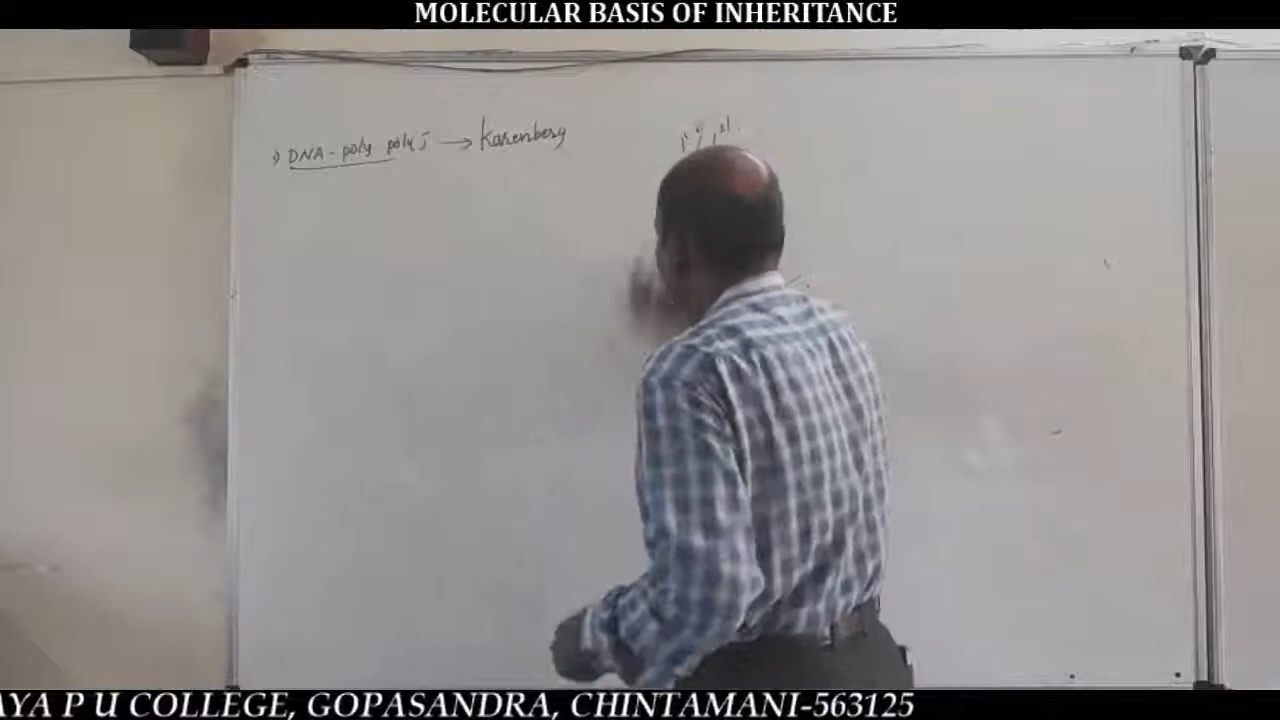 MOLECULAR BASIS OF INHERITANCE
DNA - poly poly I → Karenberg
AYA P U COLLEGE, GOPASANDRA, CHINTAMANI-563125